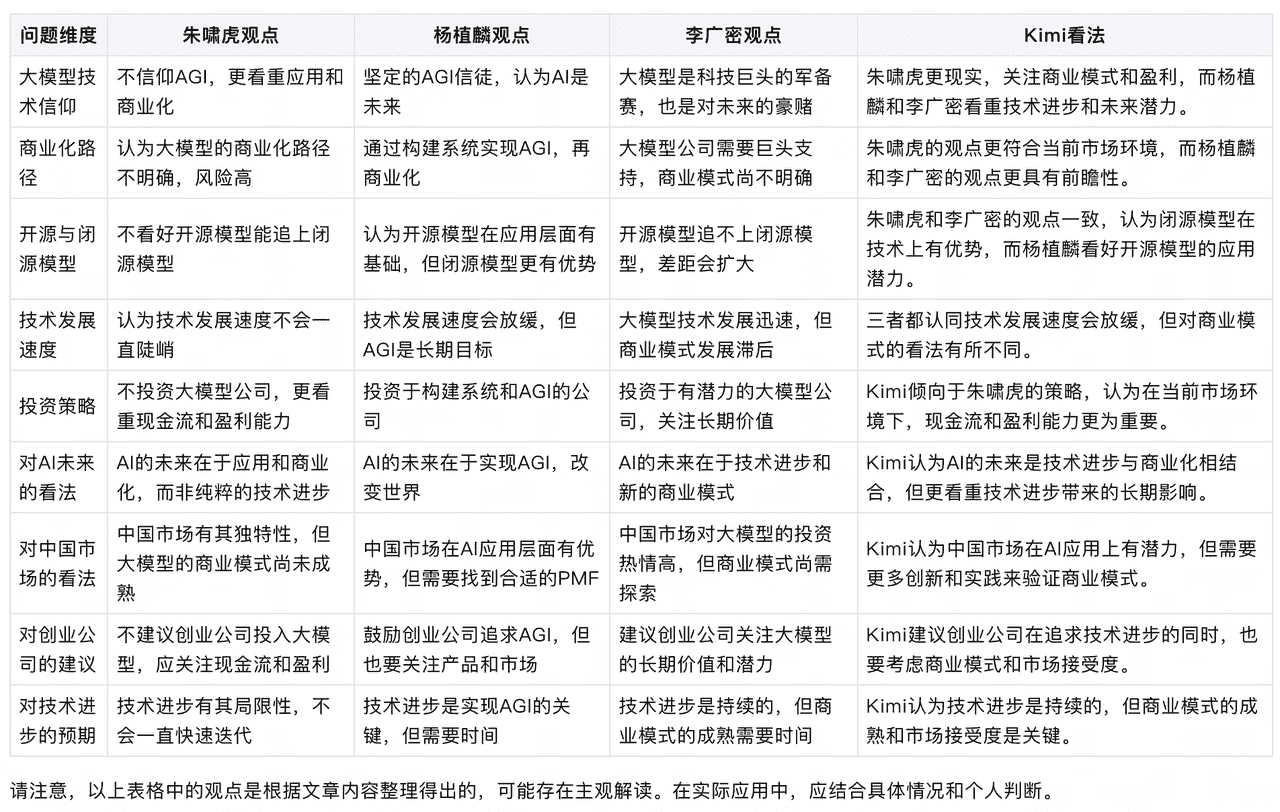 问题维度 朱啸虎观点 杨植麟观点 李广密观点 Kimi看法
大模型技术信仰
不信仰AGI，更看重应用和
商业化
坚定的AGI信徒，认为AI是
未来
大模型是科技巨头的军备
赛，也是对未来的豪赌
朱啸虎更现实，关注商业模式和盈利，而杨植
麟和李广密看重技术进步和未来潜力。
商业化路
径
认为大模型的商业化路径
不明确，风险高
通过构建系统实现AGI，再
商业化
大模型公司需要巨头支
持，商业模式尚不明确
朱啸虎的观点更符合当前市场环境，而杨植麟
和李广密的观点更具有前瞻性。
开源与闭
源模型
不看好开源模型能追上闭
源模型
认为开源模型在应用层面有
基础，但闭源模型更有优势
开源模型追不上闭源模
型，差距会扩大
朱啸虎和李广密的观点一致，认为闭源模型在
技术上有优势，而杨植麟看好开源模型的应用
潜力。
技术发展
速度
认为技术发展速度不会一
直陡峭
技术发展速度会放缓，但
AGI是长期目标
大模型技术发展迅速，但
商业模式发展滞后
三者都认同技术发展速度会放缓，但对商业模
式的看法有所不同。
投资策略
不投资大模型公司，更看
重现金流和盈利能力
投资于构建系统和AGI的公
司
投资于有潜力的大模型公
司，关注长期价值
Kimi倾向于朱啸虎的策略，认为在当前市场环
境下，现金流和盈利能力更为重要。
对AI未来
的看法
AI的未来在于应用和商业
化，而非纯粹的技术进步
AI的未来在于实现AGI，改
变世界
AI的未来在于技术进步和
新的商业模式
Kimi认为AI的未来是技术进步与商业化相结
合，但更看重技术进步带来的长期影响。
对中国市
场的看法
中国市场有其独特性，但
大模型的商业模式尚未成
熟
中国市场在AI应用层面有优
势，但需要找到合适的PMF
中国市场对大模型的投资
热情高，但商业模式尚需
探索
Kimi认为中国市场在AI应用上有潜力，但需要
更多创新和实践来验证商业模式。
对创业公
司的建议
不建议创业公司投入大模
型，应关注现金流和盈利
鼓励创业公司追求AGI，但
也要关注产品和市场
建议创业公司关注大模型
的长期价值和潜力
Kimi建议创业公司在追求技术进步的同时，也
要考虑商业模式和市场接受度。
对技术进
步的预期
技术进步有其局限性，不
会一直快速迭代
技术进步是实现AGI的关
键，但需要时间
技术进步是持续的，但商
业模式的成熟需要时间
Kimi认为技术进步是持续的，但商业模式的成
熟和市场接受度是关键。
请注意，以上表格中的观点是根据文章内容整理得出的，可能存在主观解读。在实际应用中，应结合具体情况和个人判断。